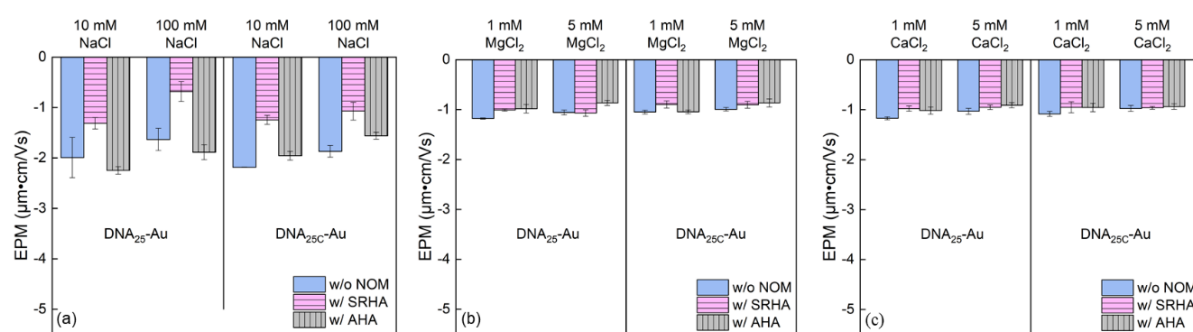 10 mM NaCl
100 mM NaCl
10 mM NaCl
100 mM NaCl
0
-1
-2
-3
-4
-5
EPM (μm•cm/Vs)
DNA₂₅-Au
DNA₂₅C-Au
w/o NOM
w/ SRHA
w/ AHA
(a)
1 mM MgCl₂
5 mM MgCl₂
1 mM MgCl₂
5 mM MgCl₂
0
-1
-2
-3
-4
-5
EPM (μm•cm/Vs)
DNA₂₅-Au
DNA₂₅C-Au
w/o NOM
w/ SRHA
w/ AHA
(b)
1 mM CaCl₂
5 mM CaCl₂
1 mM CaCl₂
5 mM CaCl₂
0
-1
-2
-3
-4
-5
EPM (μm•cm/Vs)
DNA₂₅-Au
DNA₂₅C-Au
w/o NOM
w/ SRHA
w/ AHA
(c)